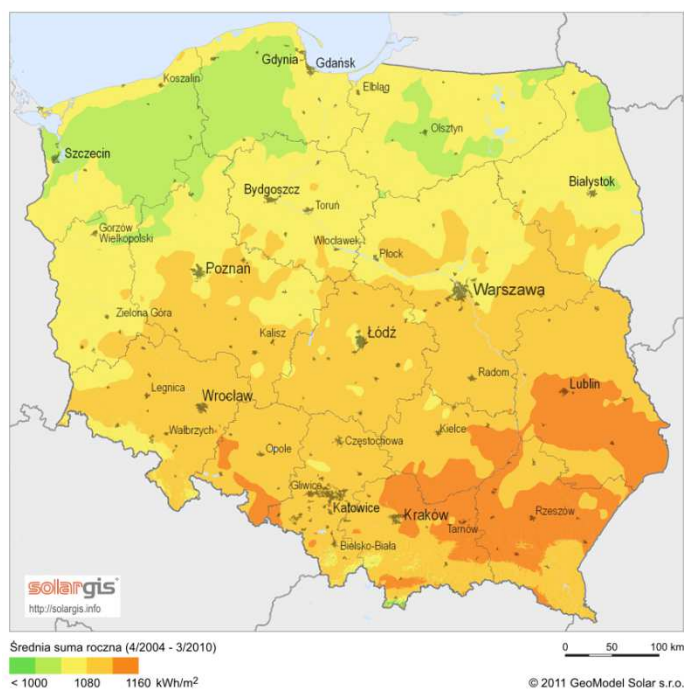 Koszalin
Gdynia
Gdańsk
Elbląg
Szczecin
Olsztyn
Bydgoszcz
Toruń
Białystok
Gorzów
Wielkopolski
Włocławek
Płock
Poznań
Warszawa
Zielona Góra
Kalisz
Łódź
Legnica
Wrocław
Radom
Lublin
Wałbrzych
Opole
Częstochowa
Kielce
Gliwice
Katowice
Kraków
Tarnów
Rzeszów
Bielsko-Biała
solargis
http://solargis.info
Średnia suma roczna (4/2004 - 3/2010)
0 50 100 km
< 1000 1080 1160 kWh/m²
© 2011 GeoModel Solar s.r.o.